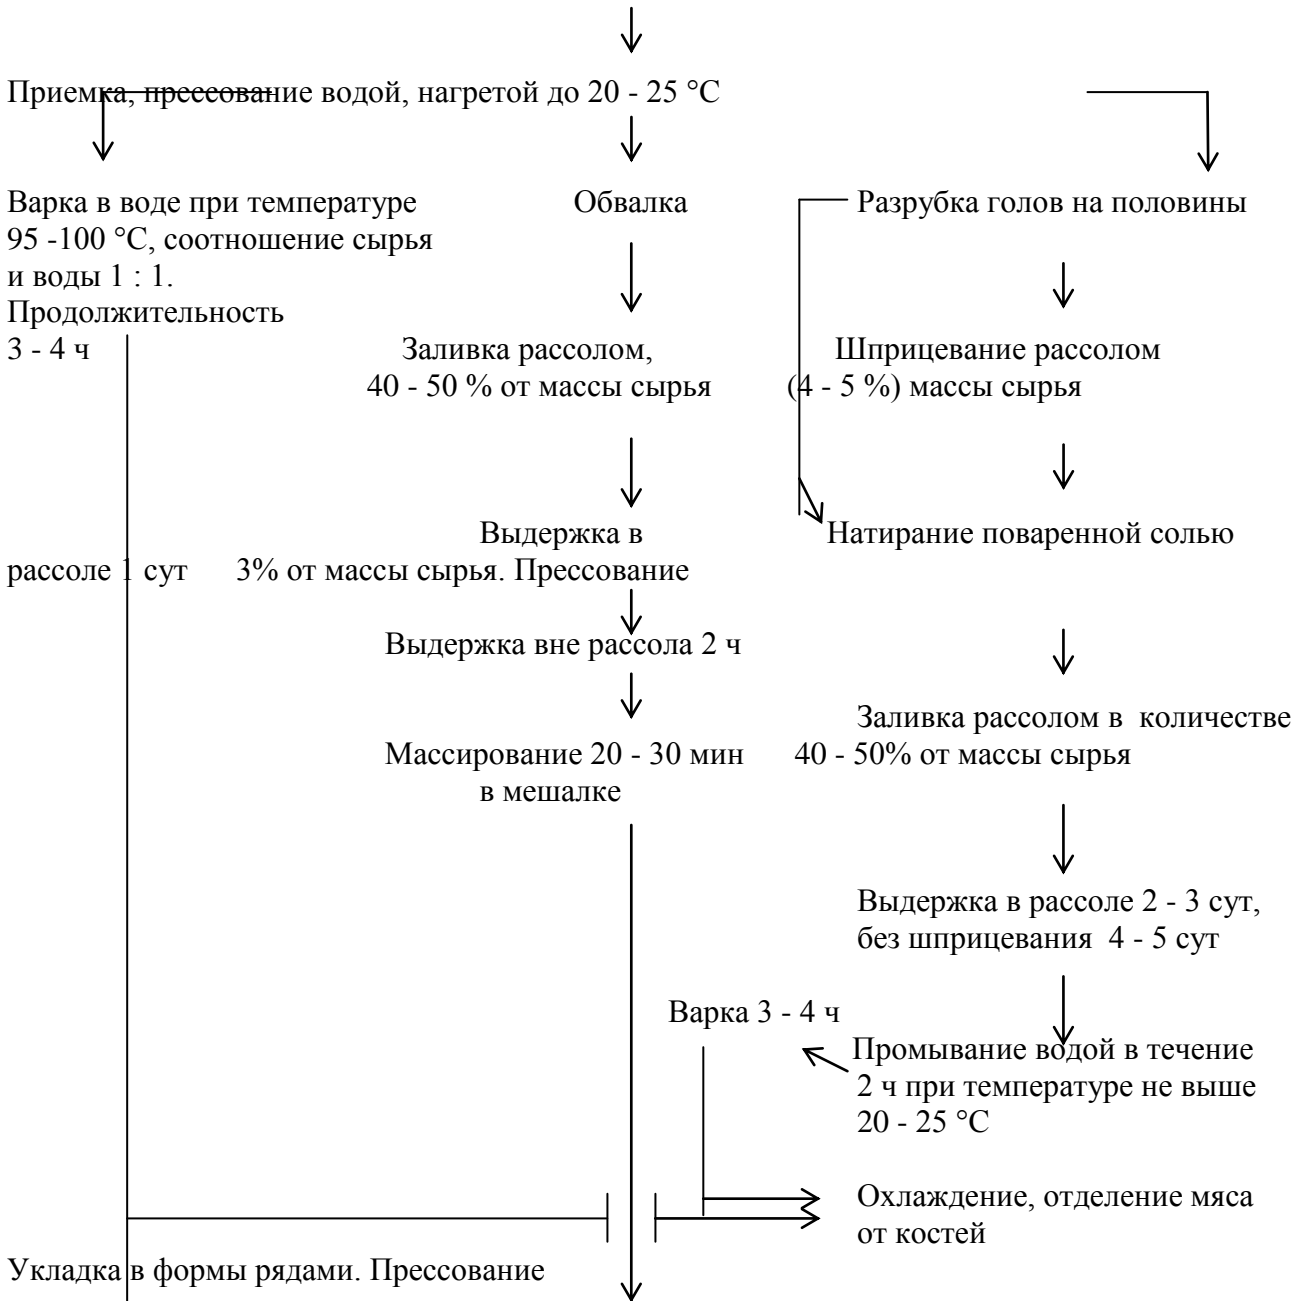 Приемка, прессование водой, нагретой до 20 - 25 °С
Варка в воде при температуре
95 -100 °С, соотношение сырья
и воды 1 : 1.
Продолжительность
3 - 4 ч
Обвалка
Заливка рассолом,
40 - 50 % от массы сырья
Выдержка в
рассоле 1 сут 3% от массы сырья. Прессование
Выдержка вне рассола 2 ч
Массирование 20 - 30 мин
в мешалке
Разрубка голов на половины
Шприцевание рассолом
(4 - 5 %) массы сырья
Натирание поваренной солью
Заливка рассолом в количестве
40 - 50% от массы сырья
Выдержка в рассоле 2 - 3 сут,
без шприцевания 4 - 5 сут
Варка 3 - 4 ч
Промывание водой в течение
2 ч при температуре не выше
20 - 25 °С
Охлаждение, отделение мяса
от костей
Укладка в формы рядами. Прессование